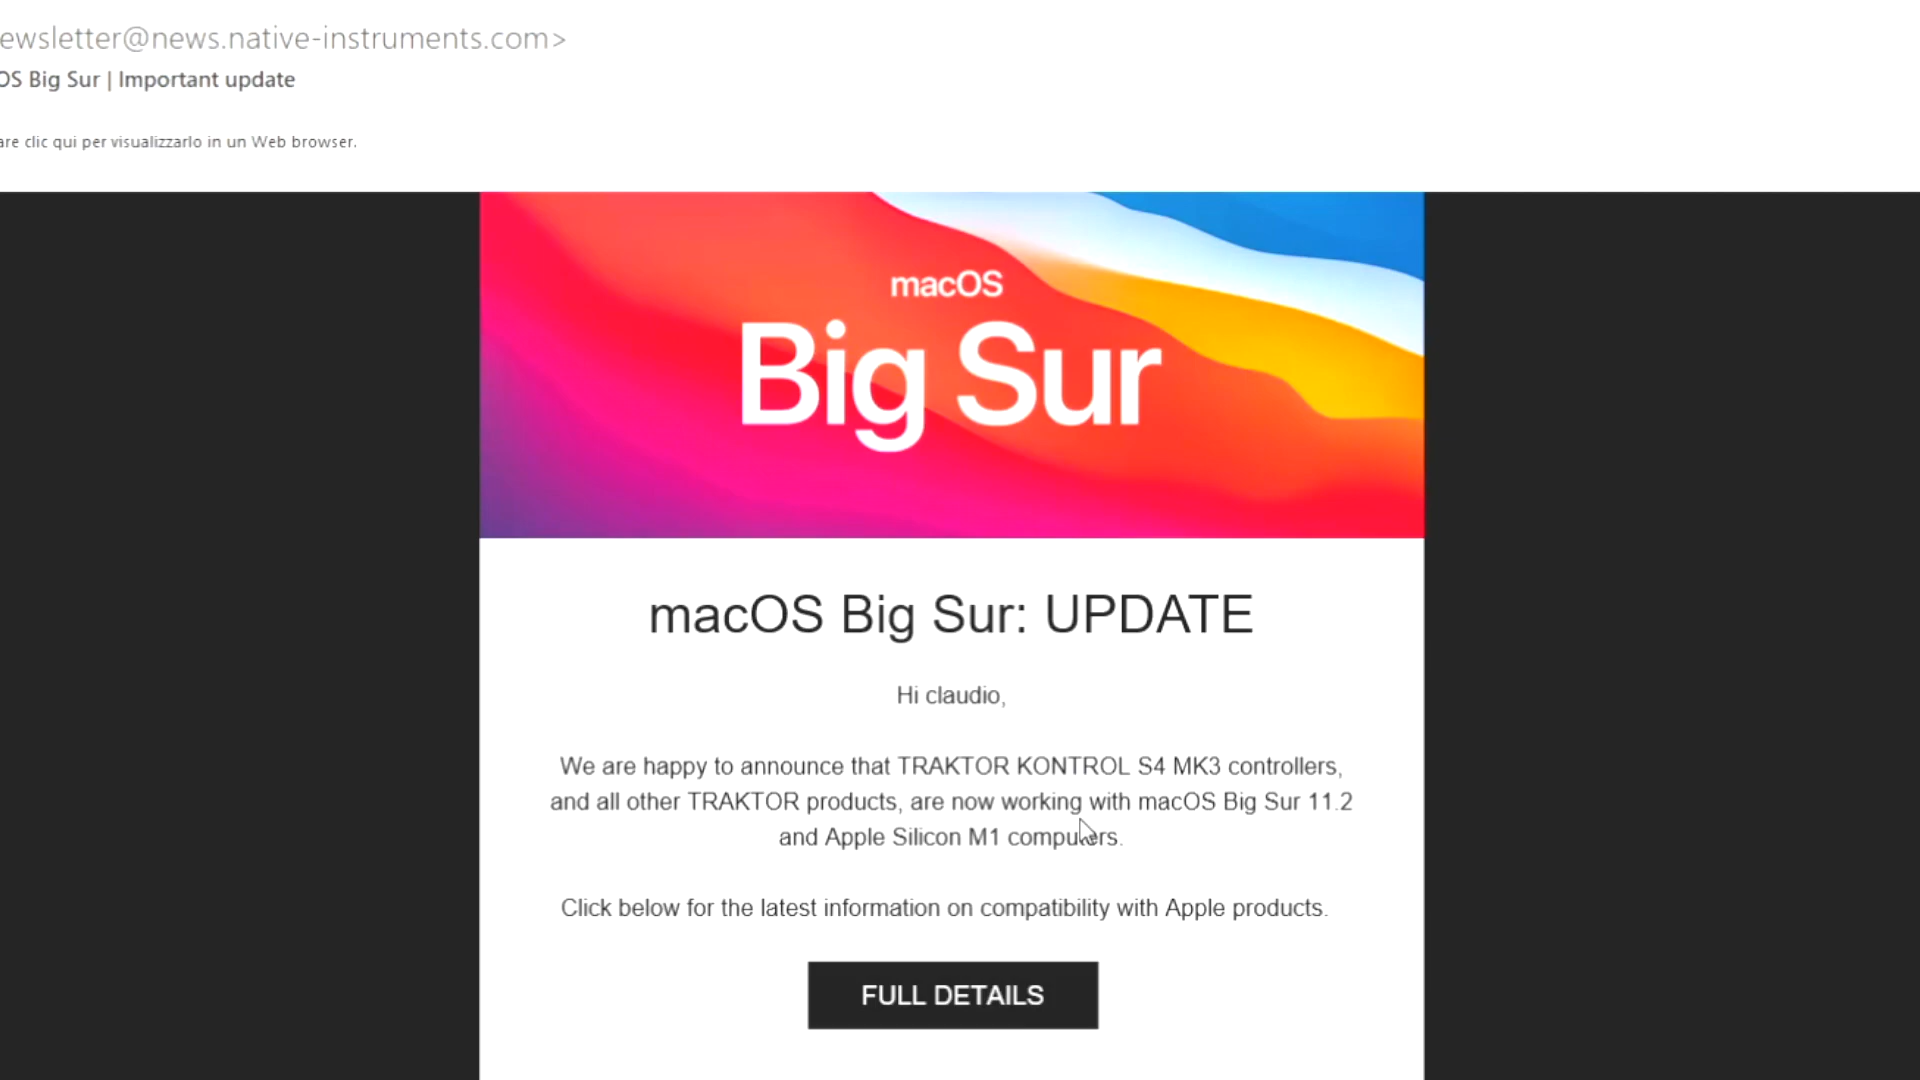 ewsletter@news.native-instruments.com>
OS Big Sur | Important update
are clic qui per visualizzarlo in un Web browser.
macOS
Big Sur
macOS Big Sur: UPDATE
Hi claudio,
We are happy to announce that TRAKTOR KONTROL S4 MK3 controllers,
and all other TRAKTOR products, are now working with macOS Big Sur 11.2
and Apple Silicon M1 computers.
Click below for the latest information on compatibility with Apple products.
FULL DETAILS